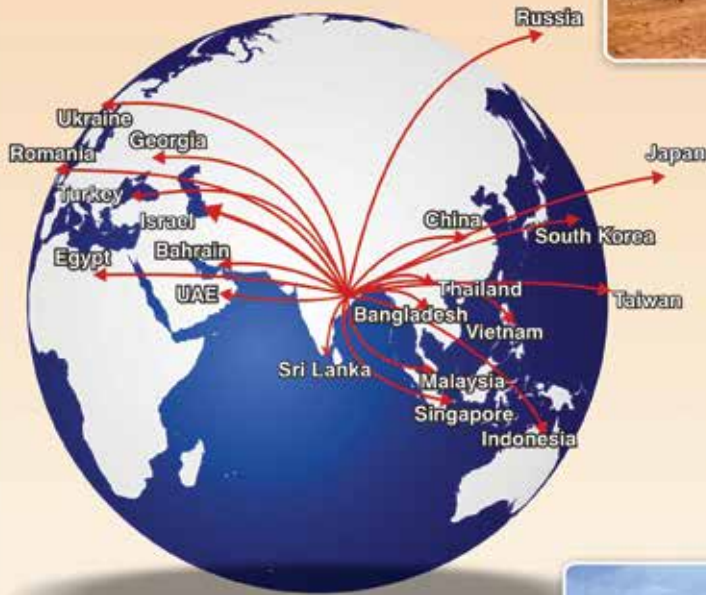 Russia
Ukraine
Georgia
Romania
Japan
Turkey
Israel
China
South Korea
Bahrain
Egypt
UAE
Thailand
Taiwan
Bangladesh
Vietnam
Sri Lanka
Malaysia
Singapore
Indonesia